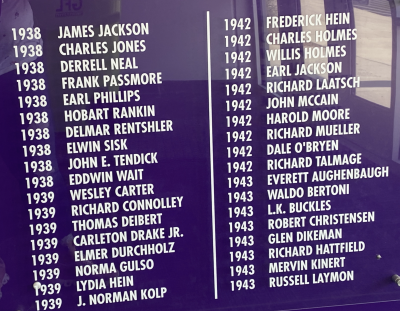 1938 JAMES JACKSON
1938 CHARLES JONES
1938 DERRELL NEAL
1938 FRANK PASSMORE
1938 EARL PHILLIPS
1938 HOBART RANKIN
1938 DELMAR RENTSHLER
1938 ELWIN SISK
1938 JOHN E. TENDICK
1938 EDDWIN WAIT
1939 WESLEY CARTER
1939 RICHARD CONNOLLEY
1939 THOMAS DEIBERT
1939 CARLETON DRAKE JR.
1939 ELMER DURCHHOLZ
1939 NORMA GULSO
1939 LYDIA HEIN
1939 J. NORMAN KOLP
1942 FREDERICK HEIN
1942 CHARLES HOLMES
1942 WILLIS HOLMES
1942 EARL JACKSON
1942 RICHARD LAATSCH
1942 JOHN MCCAIN
1942 HAROLD MOORE
1942 RICHARD MUELLER
1942 DALE O'BRYEN
1942 RICHARD TALMAGE
1943 EVERETT AUGHENBAUGH
1943 WALDO BERTONI
1943 L.K. BUCKLES
1943 ROBERT CHRISTENSEN
1943 GLEN DIKEMAN
1943 RICHARD HATTFIELD
1943 MERVIN KINERT
1943 RUSSELL LAYMON